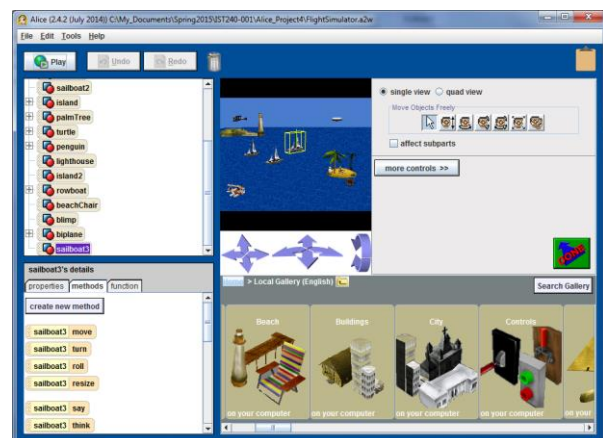 Alice (2.4.2 (July 2014)) C:\My_Documents\Spring2015\IST240-001\Alice_Project4\FlightSimulator.a2w
File Edit Tools Help
Play Undo Redo
sailboat2
island
palmTree
turtle
penguin
lighthouse
island2
rowboat
beachChair
blimp
biplane
sailboat3
single view quad view
Move Objects Freely
affect subparts
more controls >>
DONE
sailboat3's details
properties methods function
create new method
sailboat3 move
sailboat3 turn
sailboat3 roll
sailboat3 resize
sailboat3 say
sailboat3 think
> Local Gallery (English)
Search Gallery
Beach Buildings City Controls
on your computer on your computer on your computer on your computer on your